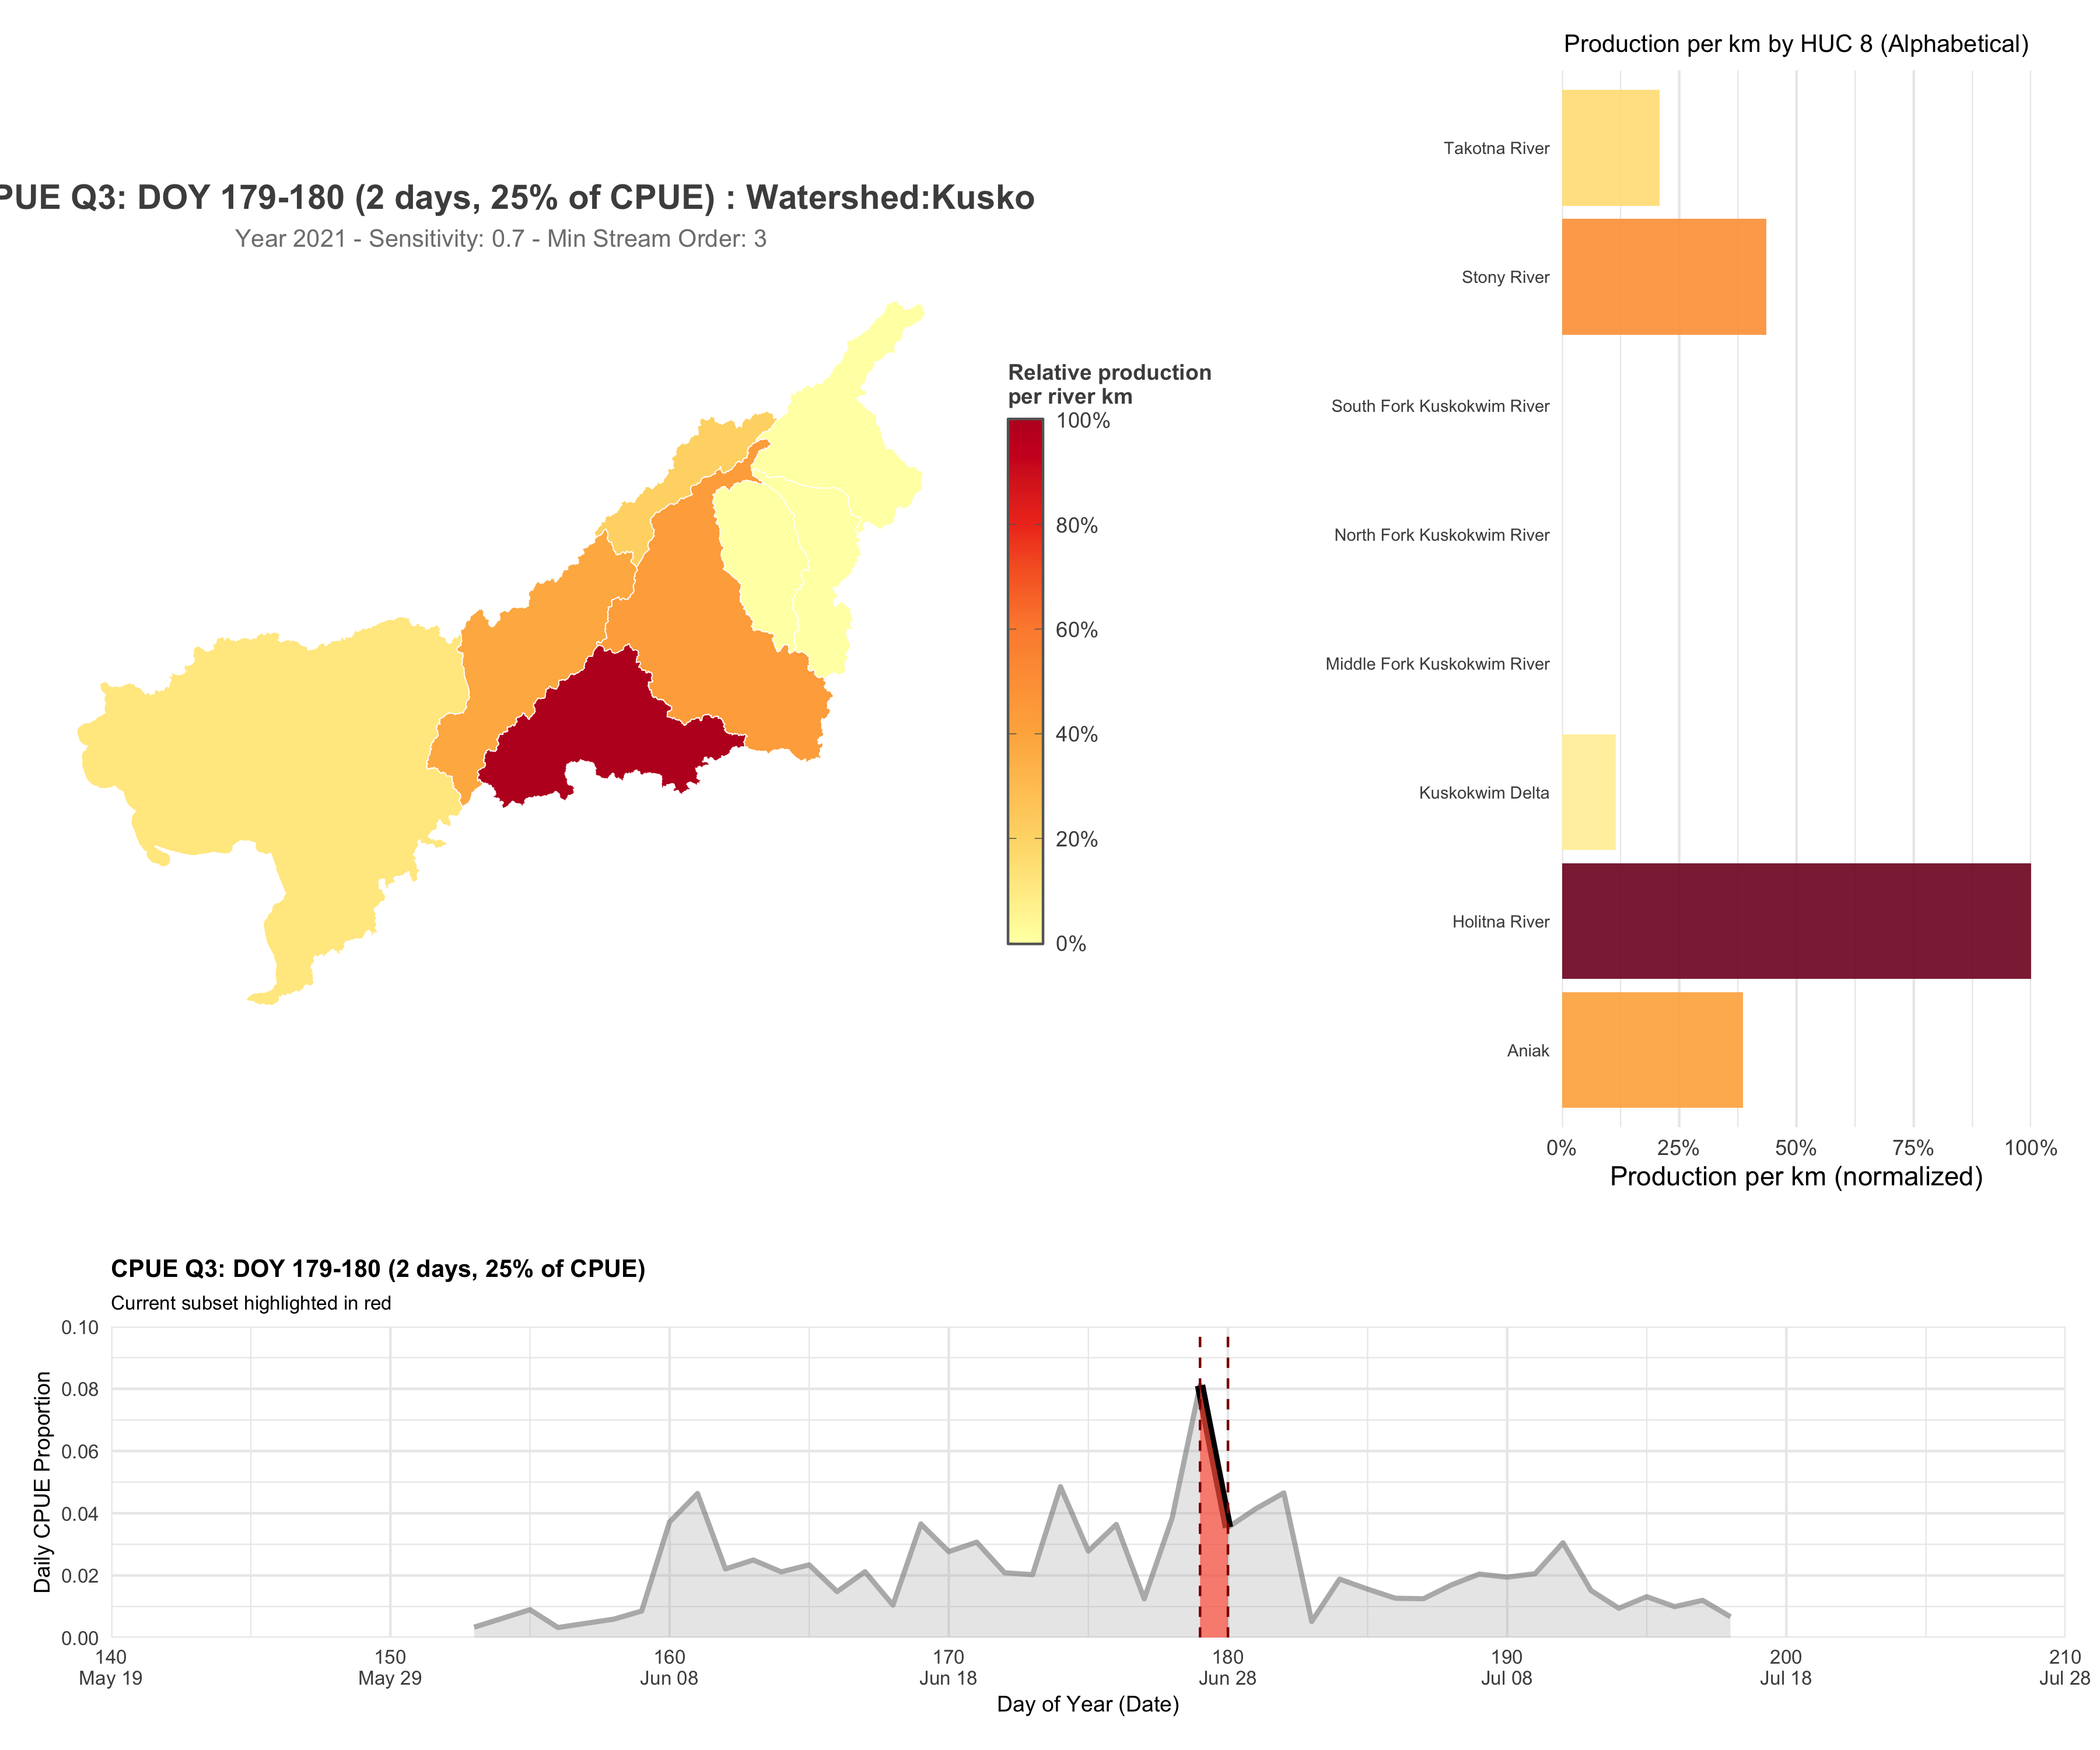 PUE Q3: DOY 179-180 (2 days, 25% of CPUE) : Watershed:Kusko
Year 2021 - Sensitivity: 0.7 - Min Stream Order: 3
Relative production
per river km
100%
80%
60%
40%
20%
0%
Production per km by HUC 8 (Alphabetical)
Takotna River
Stony River
South Fork Kuskokwim River
North Fork Kuskokwim River
Middle Fork Kuskokwim River
Kuskokwim Delta
Holitna River
Aniak
0% 25% 50% 75% 100%
Production per km (normalized)
CPUE Q3: DOY 179-180 (2 days, 25% of CPUE)
Current subset highlighted in red
Daily CPUE Proportion
0.10
0.08
0.06
0.04
0.02
0.00
140 150 160 170 180 190 200 210
May 19 May 29 Jun 08 Jun 18 Jun 28 Jul 08 Jul 18 Jul 28
Day of Year (Date)